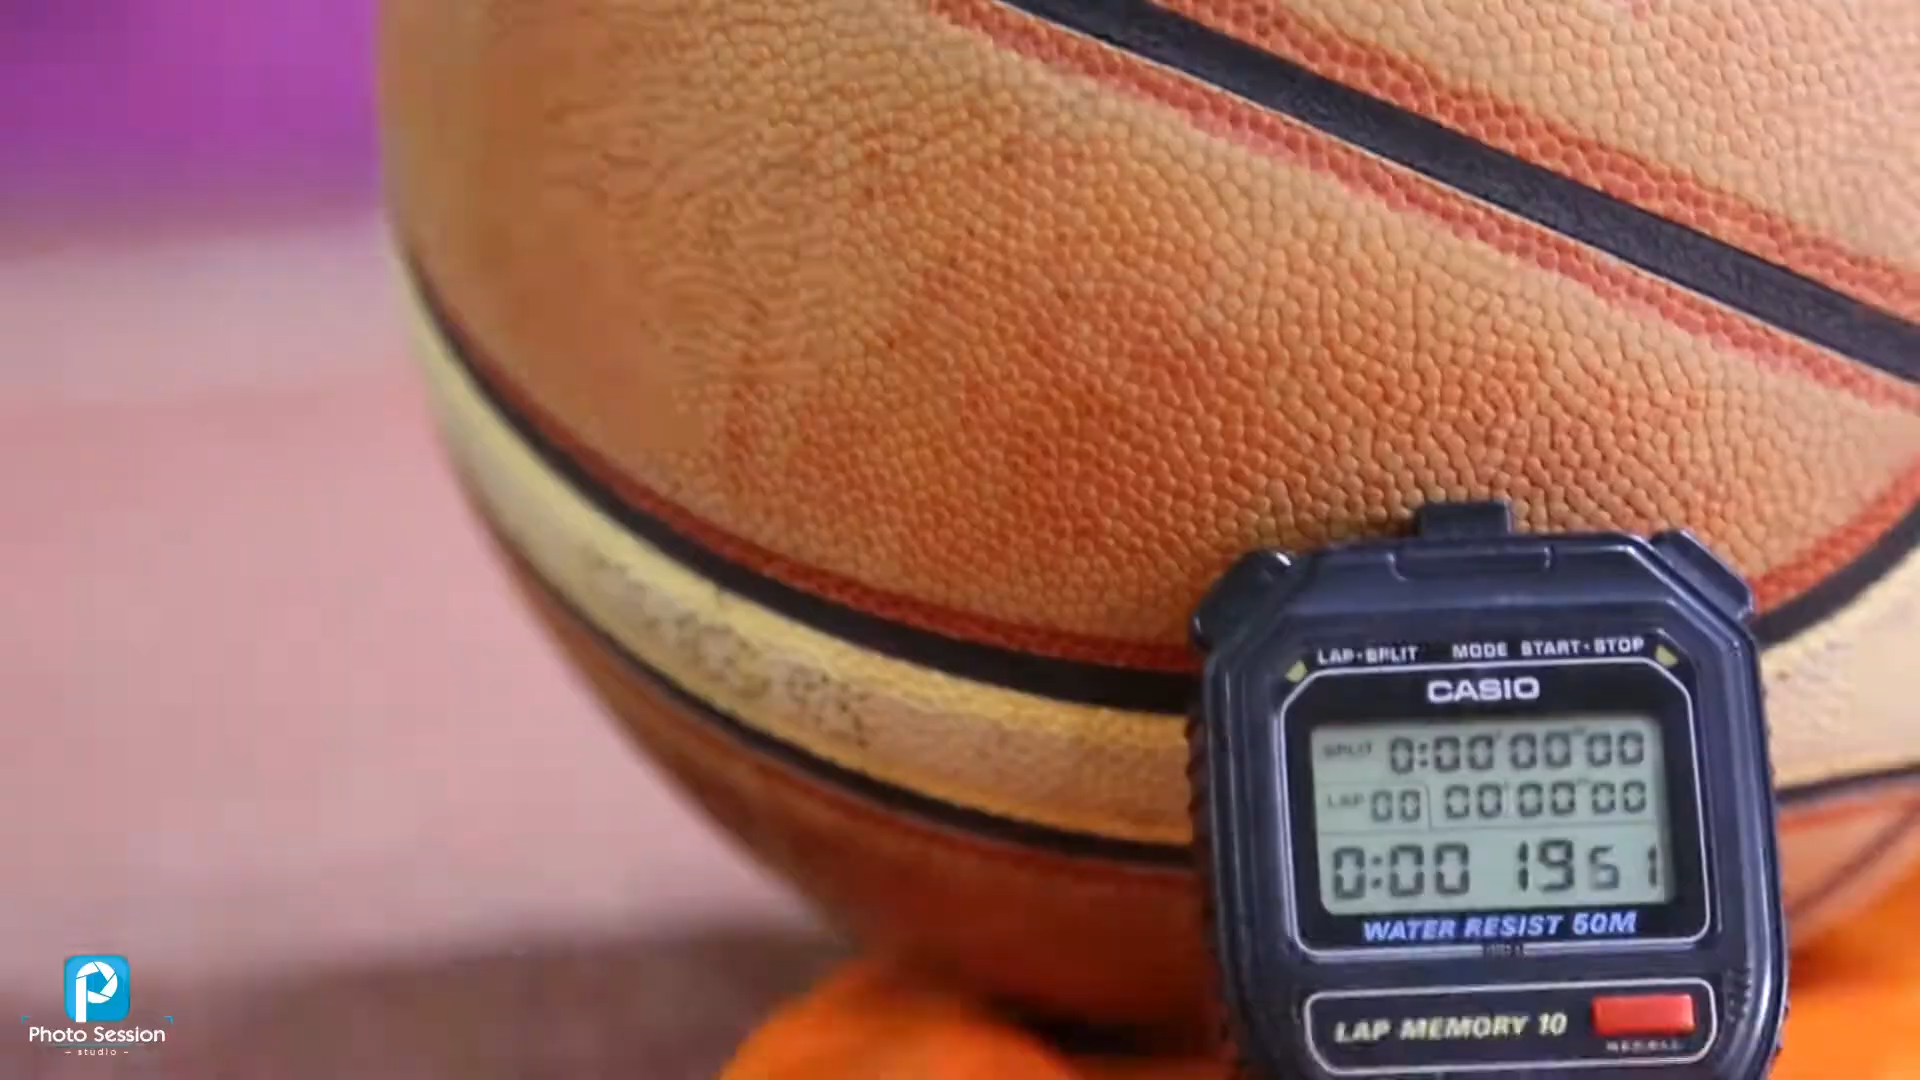 LAP•SPLIT MODE START•STOP
CASIO
SPLIT 0:00'00"00
LAP 00 00'00"00
0:00 19 51
WATER RESIST 50M
LAP MEMORY 10
RECALL
Photo Session
- studio -